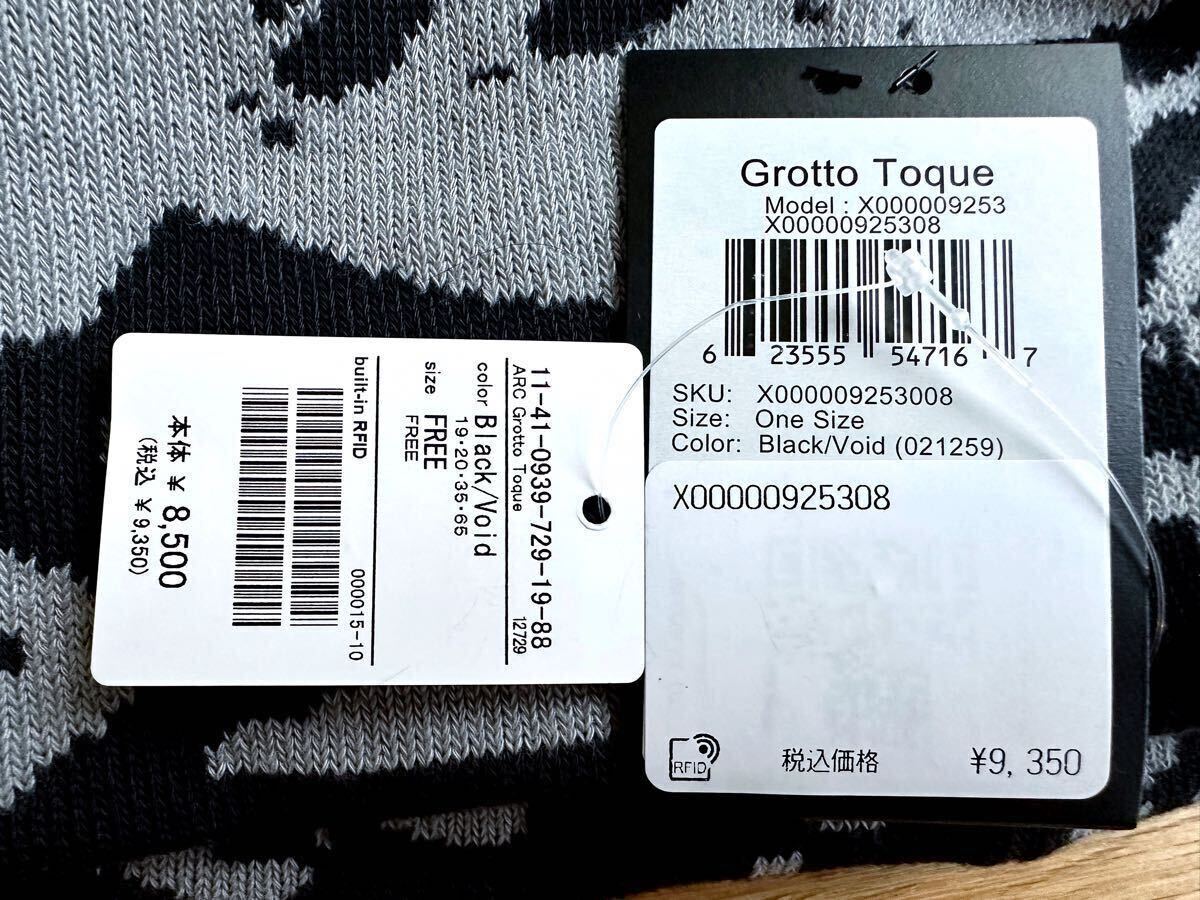 Grotto Toque
Model : X000009253
X00000925308
6 23555 54716 7
SKU: X000009253008
Size: One Size
Color: Black/Void (021259)
X00000925308
RFID
税込価格 ¥9,350
11-41-0939-729-19-88
ARC Grotto Toque 12729
color Black/Void
19・20・35・65
size FREE
FREE
built-in RFID 000015-10
本体 ¥ 8,500
(税込 ¥ 9,350)